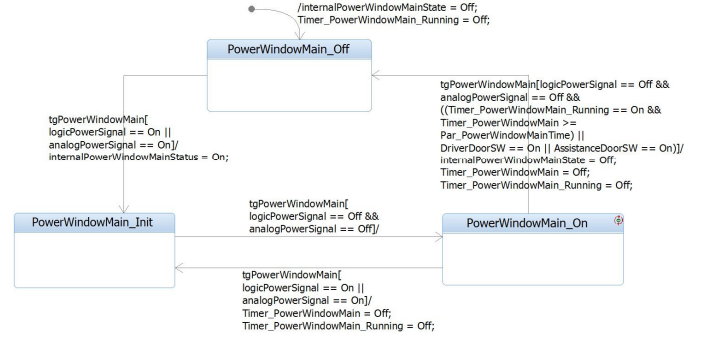 /internalPowerWindowMainState = Off;
Timer_PowerWindowMain_Running = Off;
PowerWindowMain_Off
tgPowerWindowMain[logicPowerSignal == Off &&
analogPowerSignal == Off &&
((Timer_PowerWindowMain_Running == On &&
Timer_PowerWindowMain >=
Par_PowerWindowMainTime) ||
DriverDoorSW == On || AssistanceDoorSW == On)]/
internalPowerWindowMainState = Off;
Timer_PowerWindowMain = Off;
Timer_PowerWindowMain_Running = Off;
tgPowerWindowMain[
logicPowerSignal == On ||
analogPowerSignal == On]/
internalPowerWindowMainStatus = On;
PowerWindowMain_Init
tgPowerWindowMain[
logicPowerSignal == Off &&
analogPowerSignal == Off]/
PowerWindowMain_On
tgPowerWindowMain[
logicPowerSignal == On ||
analogPowerSignal == On]/
Timer_PowerWindowMain = Off;
Timer_PowerWindowMain_Running = Off;